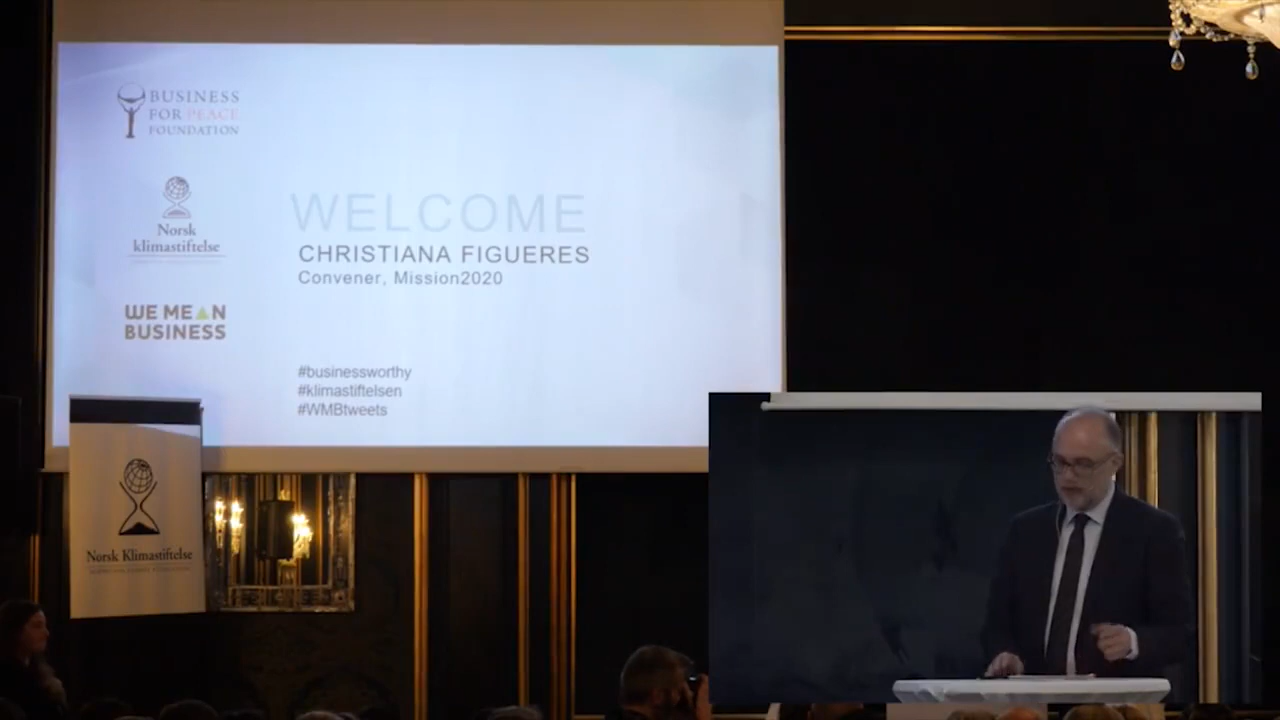 BUSINESS
FOR PEACE
FOUNDATION
Norsk
klimastiftelse
WE MEAN
BUSINESS
WELCOME
CHRISTIANA FIGUERES
Convener, Mission2020
#businessworthy
#klimastiftelsen
#WMBtweets
Norsk Klimastiftelse